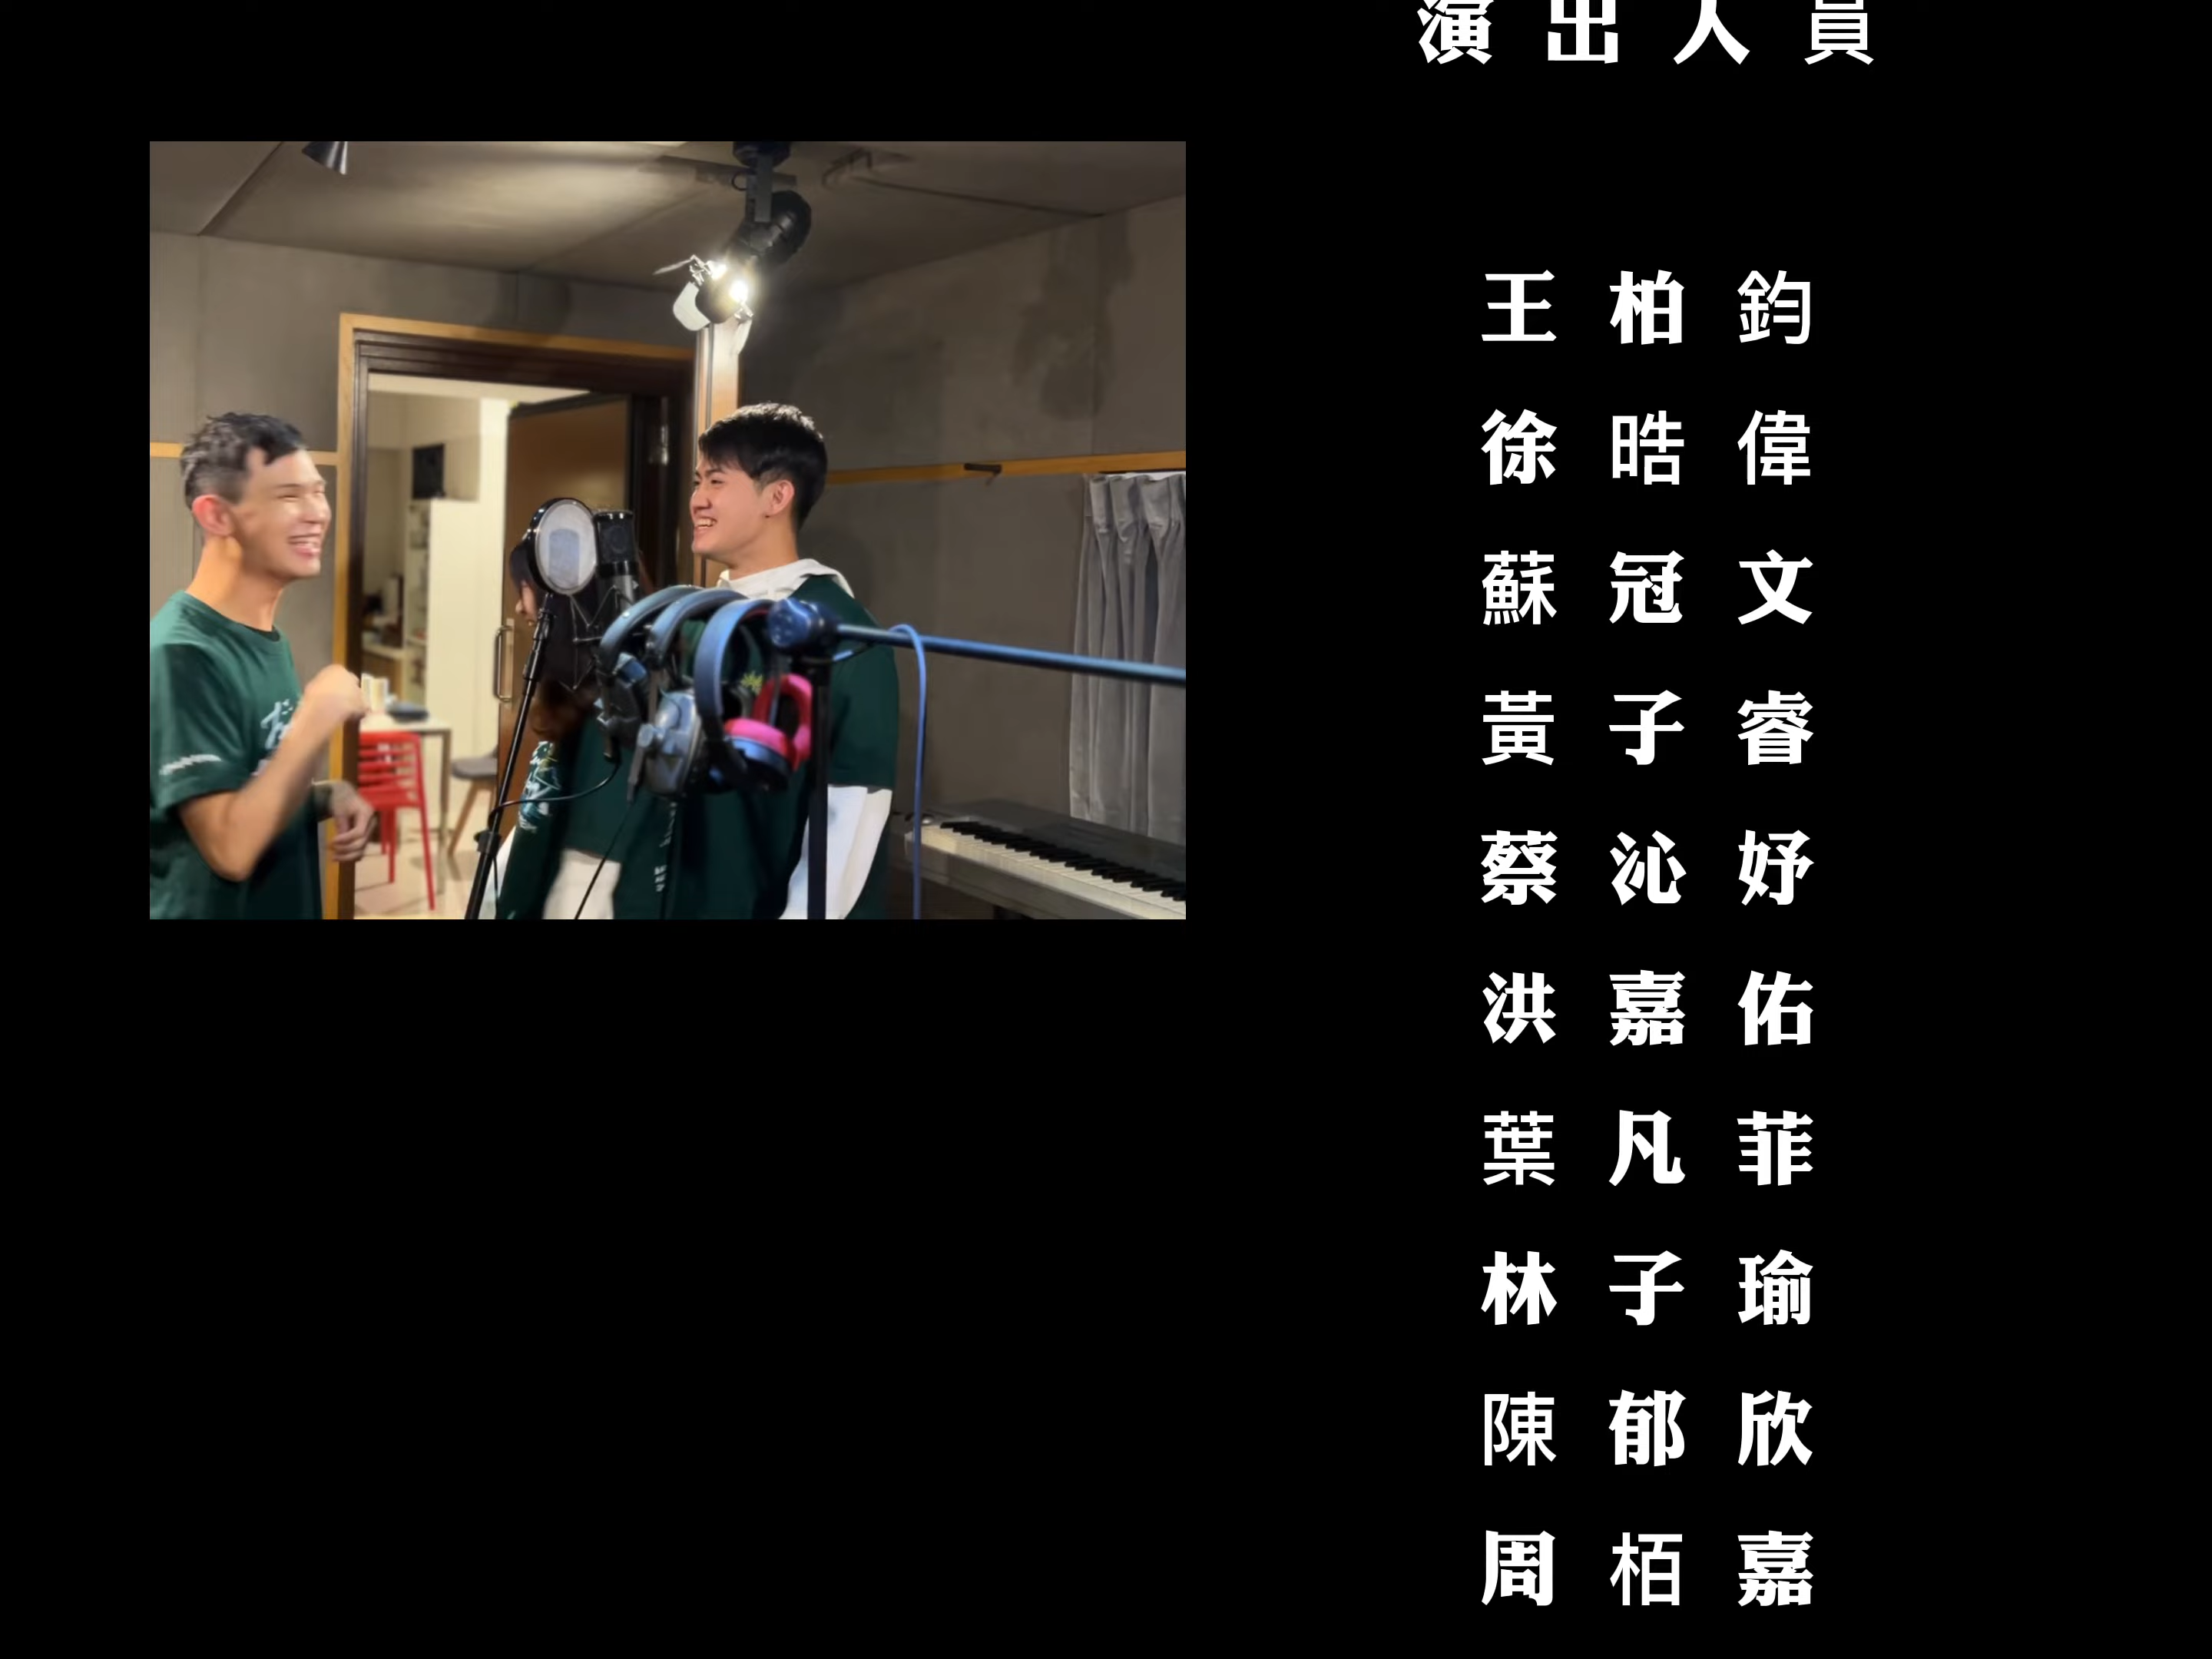 演出人員
王柏鈞
徐晧偉
蘇冠文
黃子睿
蔡沁妤
洪嘉佑
葉凡菲
林子瑜
陳郁欣
周栢嘉